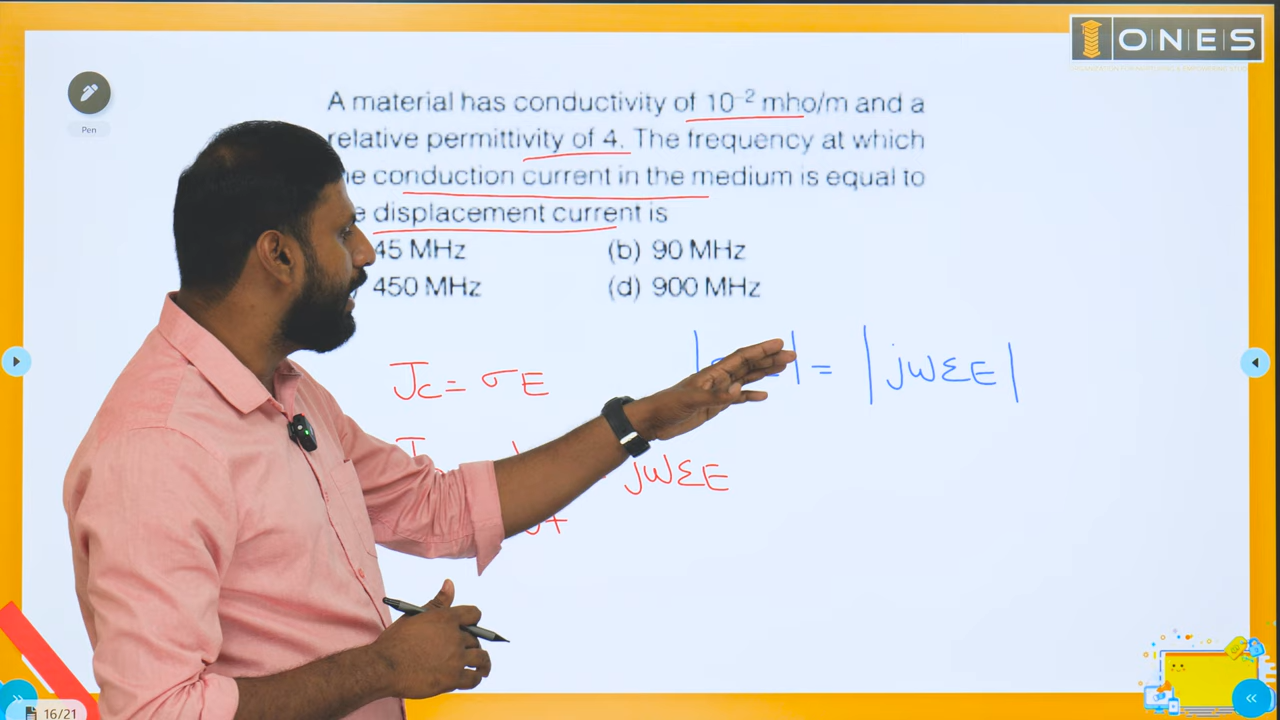 ONES
Pen
A material has conductivity of 10⁻² mho/m and a
relative permittivity of 4. The frequency at which
conduction current in the medium is equal to
displacement current is
45 MHz (b) 90 MHz
450 MHz (d) 900 MHz
= |jωεE|
J_C = σE
jωεE
16/21